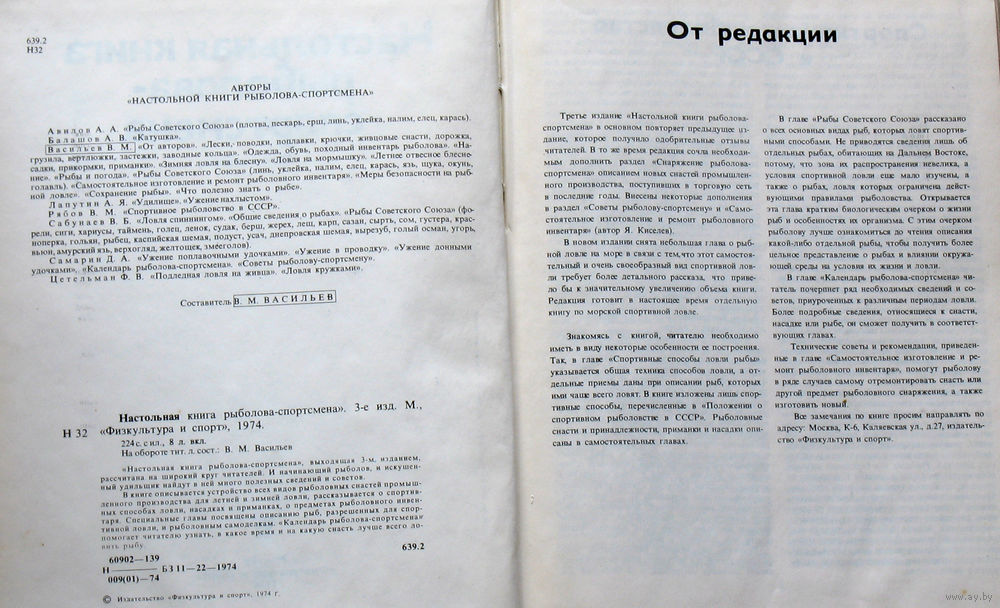 639.2
Н32
АВТОРЫ
«НАСТОЛЬНОЙ КНИГИ РЫБОЛОВА-СПОРТСМЕНА»
Авилов А. А. «Рыбы Советского Союза» (плотва, пескарь, ерш, линь, уклейка, налим, елец, карась).
Балашов А. В. «Катушка».
Васильев В. М. «От авторов». «Лески, поводки, поплавки, крючки, живцовые снасти, дорожка,
грузила, вертлюжки, застежки, заводные кольца». «Одежда, обувь, походный инвентарь рыболова». «На-
садки, прикормки, приманки». «Зимняя ловля на блесну». «Ловля на мормышку». «Летнее отвесное блесне-
ние». «Рыбы и погода». «Рыбы Советского Союза» (линь, уклейка, налим, елец, карась, язь, щука, окунь,
голавль). «Самостоятельное изготовление и ремонт рыболовного инвентаря». «Меры безопасности на рыб-
ной ловле». «Сохранение рыбы». «Что полезно знать о рыбе».
Лапутин А. Я. «Удилище». «Ужение нахлыстом».
Рябов В. М. «Спортивное рыболовство в СССР».
Сабунаев В. Б. «Ловля спиннингом». «Общие сведения о рыбах». «Рыбы Советского Союза» (фо-
рели, сиги, хариусы, таймень, голец, ленок, судак, берш, жерех, лещ, карп, сазан, сырть, сом, густера, крас-
ноперка, гольян, рыбец, каспийская шемая, подуст, усач, днепровская шемая, вырезуб, голый осман, угорь,
вьюн, амурский язь, верхогляд, желтощек, змееголов).
Самарин Д. А. «Ужение поплавочными удочками». «Ужение в проводку». «Ужение донными
удочками». «Календарь рыболова-спортсмена». «Советы рыболову-спортсмену».
Цетельман Ф. В. «Подледная ловля на живца». «Ловля кружками».
Составитель В. М. ВАСИЛЬЕВ
Настольная книга рыболова-спортсмена». 3-е изд. М.,
Н 32 «Физкультура и спорт», 1974.
224 с. с ил., 8 л. вкл.
На обороте тит. л. сост.: В. М. Васильев
«Настольная книга рыболова-спортсмена», выходящая 3-м. изданием,
рассчитана на широкий круг читателей. И начинающий рыболов, и искушен-
ный удильщик найдут в ней много полезных сведений и советов.
В книге описывается устройство всех видов рыболовных снастей промыш-
ленного производства для летней и зимней ловли, рассказывается о спортив-
ных способах ловли, насадках и приманках, о предметах рыболовного инвен-
таря. Специальные главы посвящены описанию рыб, разрешенных для спор-
тивной ловли, и рыболовным самоделкам. «Календарь рыболова-спортсмена»
помогает читателю узнать, в какое время и на какую снасть лучше всего ло-
вить рыбу.
639.2
60902—139
Н———— БЗ 11—22—1974
009(01)—74
© Издательство «Физкультура и спорт», 1974 г.
От редакции
Третье издание «Настольной книги рыболова-
спортсмена» в основном повторяет предыдущее из-
дание, которое получило одобрительные отзывы
читателей. В то же время редакция сочла необходи-
мым дополнить раздел «Снаряжение рыболова-
спортсмена» описанием новых снастей промышлен-
ного производства, поступивших в торговую сеть
в последние годы. Внесены некоторые дополнения
в раздел «Советы рыболову-спортсмену» и «Само-
стоятельное изготовление и ремонт рыболовного
инвентаря» (автор Я. Киселев).
В новом издании снята небольшая глава о рыб-
ной ловле на море в связи с тем, что этот самостоя-
тельный и очень своеобразный вид спортивной лов-
ли требует более детального рассказа, что приве-
ло бы к значительному увеличению объема книги.
Редакция готовит в настоящее время отдельную
книгу по морской спортивной ловле.
Знакомясь с книгой, читателю необходимо
иметь в виду некоторые особенности ее построения.
Так, в главе «Спортивные способы ловли рыбы»
указывается общая техника способов ловли, а от-
дельные приемы даны при описании рыб, которых
ими чаще всего ловят. В книге изложены лишь спор-
тивные способы, перечисленные в «Положении о
спортивном рыболовстве в СССР». Рыболовные
снасти и принадлежности, приманки и насадки опи-
саны в самостоятельных главах.
В главе «Рыбы Советского Союза» рассказано
о всех основных видах рыб, которых ловят спортив-
ными способами. Не приводятся сведения лишь об
отдельных рыбах, обитающих на Дальнем Востоке,
потому, что зона их распространения невелика, а
условия спортивной ловли еще мало изучены, а
также о рыбах, ловля которых ограничена дейст-
вующими правилами рыболовства. Открывается
эта глава кратким биологическим очерком о жизни
рыб и особенностях их организма. С этим очерком
рыболову лучше ознакомиться до чтения описания
какой-либо отдельной рыбы, чтобы получить более
цельное представление о рыбах и влиянии окружа-
ющей среды на условия их жизни и ловли.
В главе «Календарь рыболова-спортсмена» чи-
татель почерпнет ряд необходимых сведений и со-
ветов, приуроченных к различным периодам ловли.
Более подробные сведения, относящиеся к снасти,
насадке или рыбе, он сможет получить в соответст-
вующих главах.
Технические советы и рекомендации, приведен-
ные в главе «Самостоятельное изготовление и ре-
монт рыболовного инвентаря», помогут рыболову
в ряде случаев самому отремонтировать снасть или
другой предмет рыболовного снаряжения, а также
изготовить новый.
Все замечания по книге просим направлять по
адресу: Москва, К-6, Каляевская ул., д.27, издатель-
ство «Физкультура и спорт».
www.ay.by